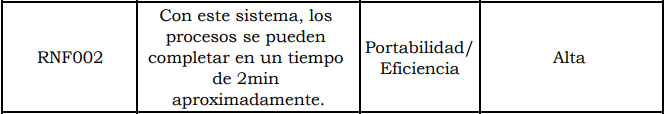 RNF002
Con este sistema, los
procesos se pueden
completar en un tiempo
de 2min
aproximadamente.
Portabilidad/
Eficiencia
Alta